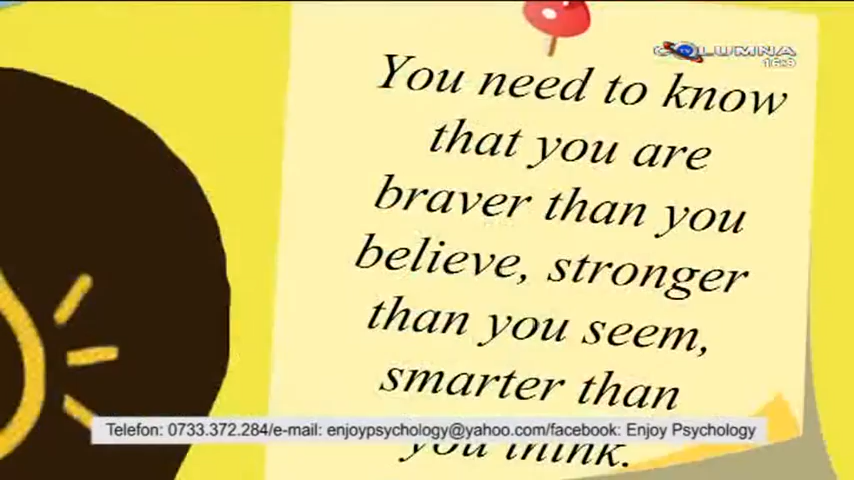 COLUMNA
TV
16:9
You need to know
that you are
braver than you
believe, stronger
than you seem,
smarter than
you think.
Telefon: 0733.372.284/e-mail: enjoypsychology@yahoo.com/facebook: Enjoy Psychology